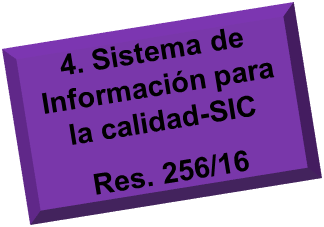 4. Sistema de
Información para
la calidad-SIC
Res. 256/16